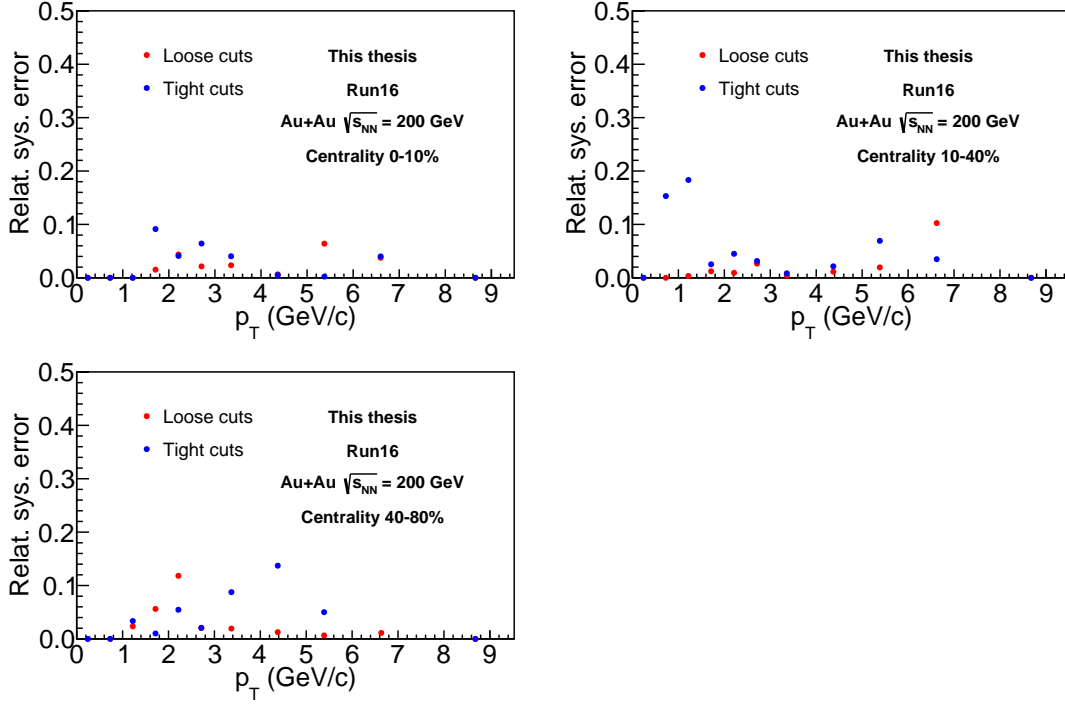 0.5
Loose cuts
Tight cuts
This thesis
Run16
Au+Au √sNN = 200 GeV
Centrality 0-10%
0.4
0.3
0.2
0.1
0.0
Relat. sys. error
0 1 2 3 4 5 6 7 8 9
pT (GeV/c)
0.5
Loose cuts
Tight cuts
This thesis
Run16
Au+Au √sNN = 200 GeV
Centrality 10-40%
0.4
0.3
0.2
0.1
0.0
Relat. sys. error
0 1 2 3 4 5 6 7 8 9
pT (GeV/c)
0.5
Loose cuts
Tight cuts
This thesis
Run16
Au+Au √sNN = 200 GeV
Centrality 40-80%
0.4
0.3
0.2
0.1
0.0
Relat. sys. error
0 1 2 3 4 5 6 7 8 9
pT (GeV/c)